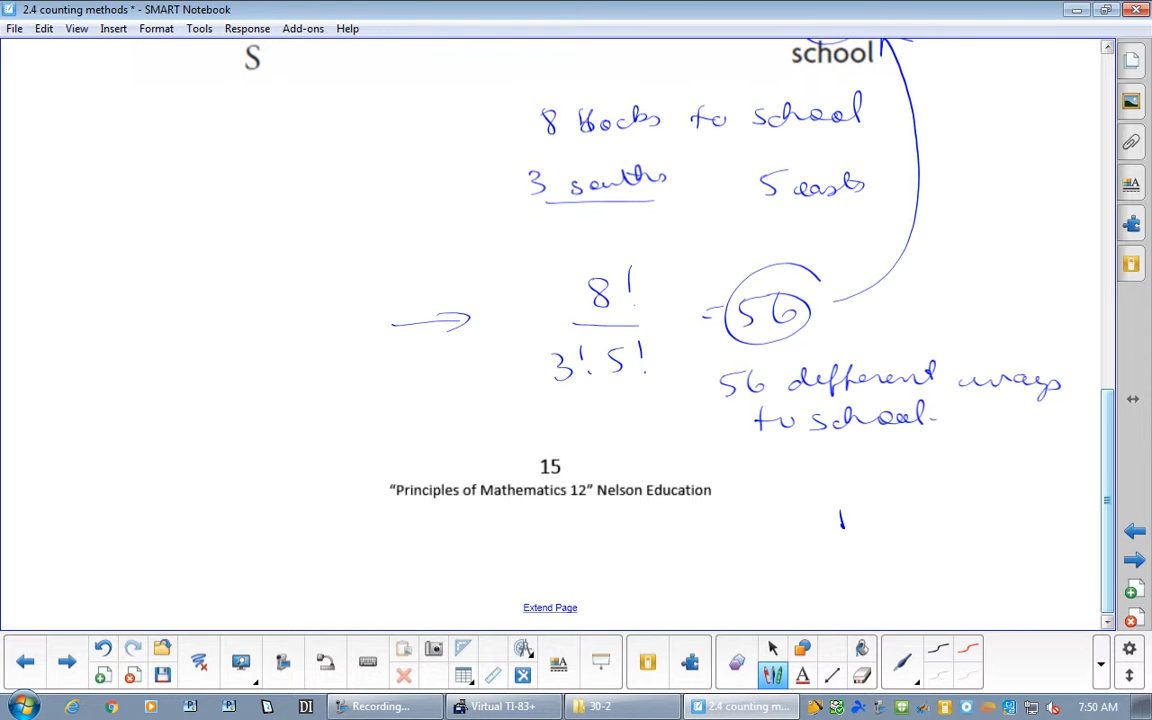 2.4 counting methods * - SMART Notebook
File Edit View Insert Format Tools Response Add-ons Help
S
school
8 blocks to school
3 souths 5 easts
8!
3! 5!
= 56
56 different ways
to school.
15
“Principles of Mathematics 12” Nelson Education
Extend Page
Recording...
Virtual TI-83+
30-2
2.4 counting m...
7:50 AM